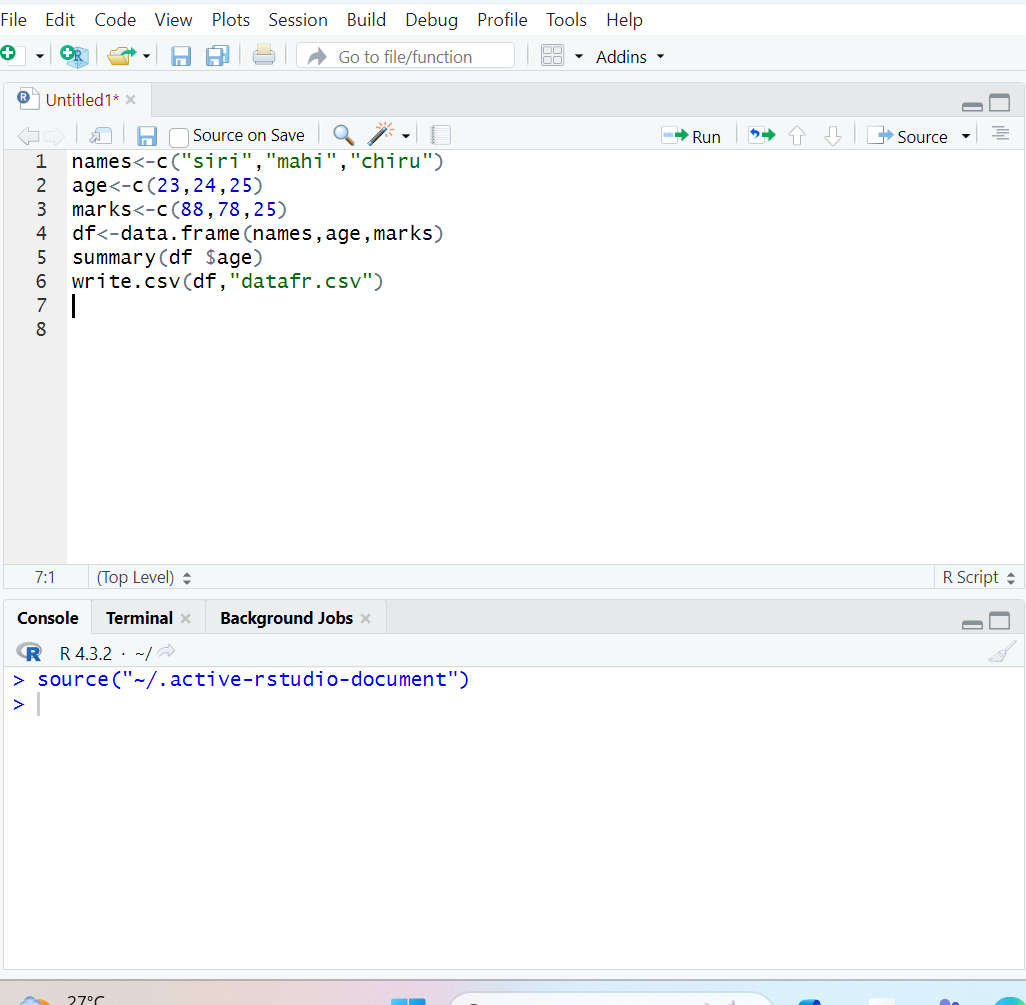 File Edit Code View Plots Session Build Debug Profile Tools Help
Go to file/function Addins
Untitled1*
Source on Save Run Source
1 names<-c("siri","mahi","chiru")
2 age<-c(23,24,25)
3 marks<-c(88,78,25)
4 df<-data.frame(names,age,marks)
5 summary(df $age)
6 write.csv(df,"datafr.csv")
7
8
7:1 (Top Level) R Script
Console Terminal Background Jobs
R R 4.3.2 · ~/
> source("~/.active-rstudio-document")
>
27°C